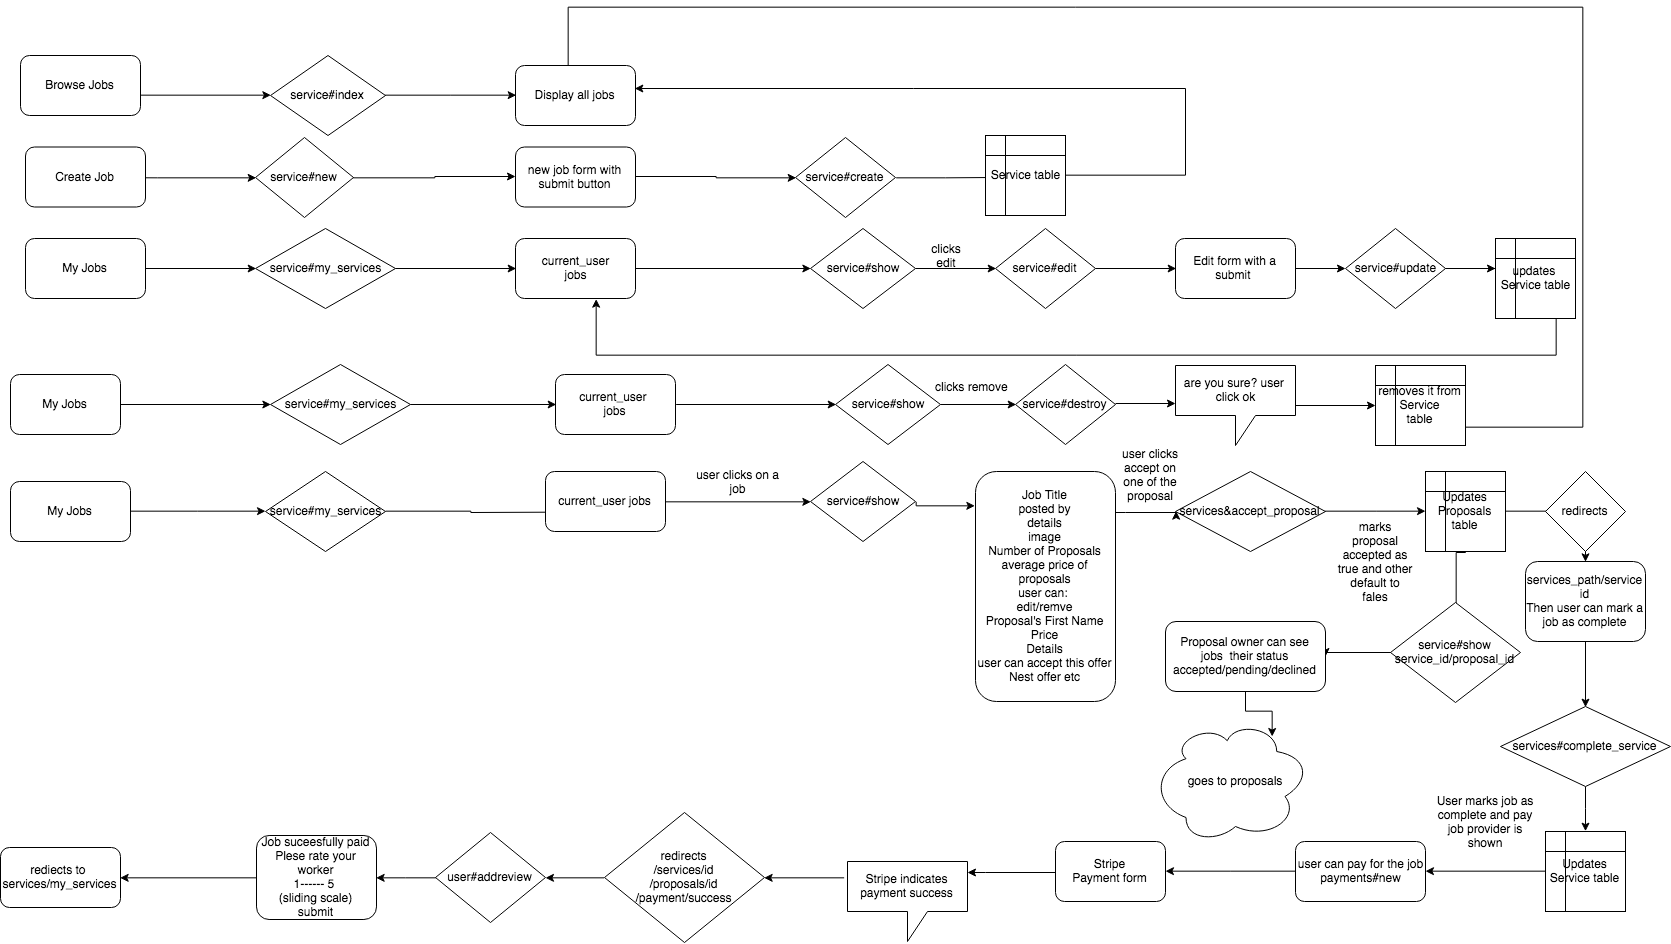 Browse Jobs
service#index
Display all jobs
Create Job
service#new
new job form with
submit button
service#create
Service table
My Jobs
service#my_services
current_user
jobs
service#show
clicks
edit
service#edit
Edit form with a
submit
service#update
updates
Service table
My Jobs
service#my_services
current_user
jobs
service#show
clicks remove
service#destroy
are you sure? user
click ok
removes it from
Service
table
My Jobs
service#my_services
current_user jobs
user clicks on a
job
service#show
Job Title
posted by
details
image
Number of Proposals
average price of
proposals
user can:
edit/remve
Proposal's First Name
Price
Details
user can accept this offer
Nest offer etc
user clicks
accept on
one of the
proposal
services&accept_proposal
marks
proposal
accepted as
true and other
default to
fales
Updates
Proposals
table
redirects
services_path/service
id
Then user can mark a
job as complete
service#show
service_id/proposal_id
Proposal owner can see
jobs their status
accepted/pending/declined
goes to proposals
services#complete_service
User marks job as
complete and pay
job provider is
shown
Updates
Service table
user can pay for the job
payments#new
Stripe
Payment form
Stripe indicates
payment success
redirects
/services/id
/proposals/id
/payment/success
user#addreview
Job suceesfully paid
Plese rate your
worker
1------ 5
(sliding scale)
submit
rediects to
services/my_services